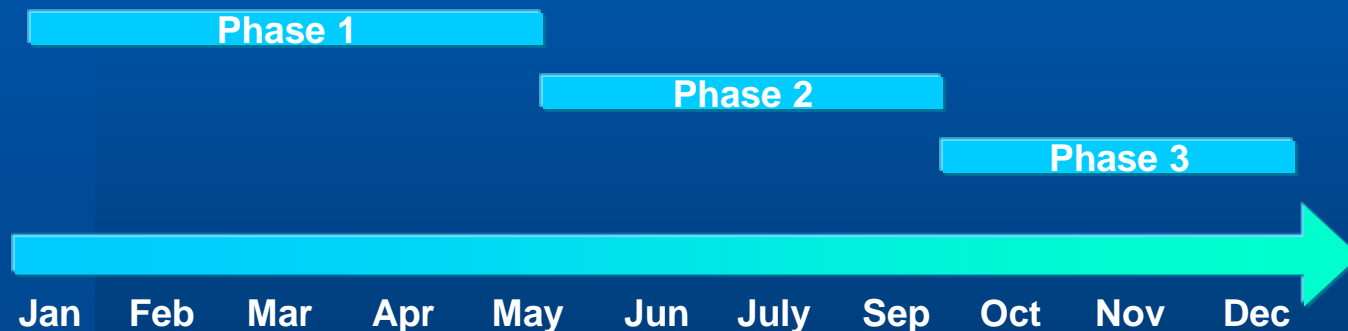 Phase 1
Phase 2
Phase 3
Jan Feb Mar Apr May Jun July Sep Oct Nov Dec